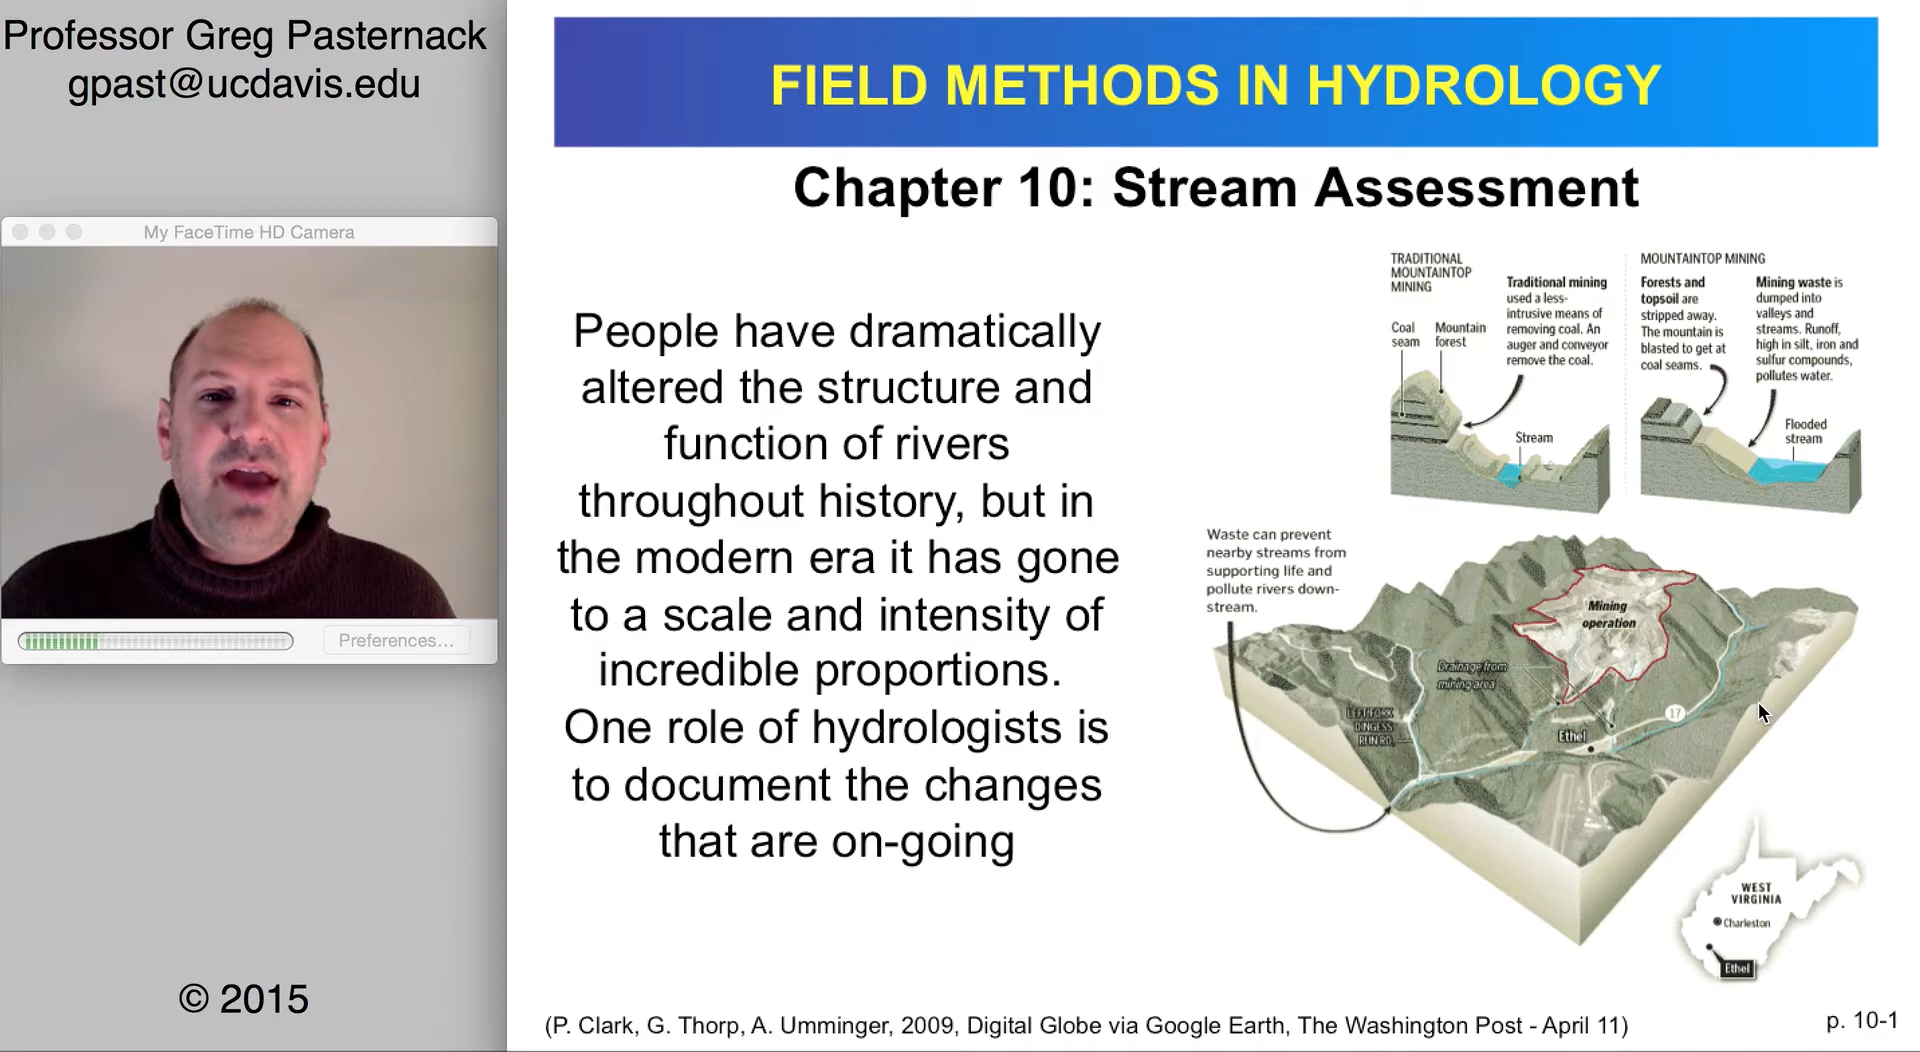 Professor Greg Pasternack
gpast@ucdavis.edu
My FaceTime HD Camera
Preferences...
© 2015
FIELD METHODS IN HYDROLOGY
Chapter 10: Stream Assessment
People have dramatically
altered the structure and
function of rivers
throughout history, but in
the modern era it has gone
to a scale and intensity of
incredible proportions.
One role of hydrologists is
to document the changes
that are on-going
TRADITIONAL
MOUNTAINTOP
MINING
Coal
seam
Mountain
forest
Traditional mining
used a less-
intrusive means of
removing coal. An
auger and conveyor
remove the coal.
Stream
MOUNTAINTOP MINING
Forests and
topsoil are
stripped away.
The mountain is
blasted to get at
coal seams.
Mining waste is
dumped into
valleys and
streams. Runoff,
high in silt, iron and
sulfur compounds,
pollutes water.
Flooded
stream
Waste can prevent
nearby streams from
supporting life and
pollute rivers down-
stream.
Mining
operation
Drainage from
mining area
LEFT FORK
DINGESS
RUN RD.
17
Ethel
WEST
VIRGINIA
Charleston
Ethel
(P. Clark, G. Thorp, A. Umminger, 2009, Digital Globe via Google Earth, The Washington Post - April 11)
p. 10-1